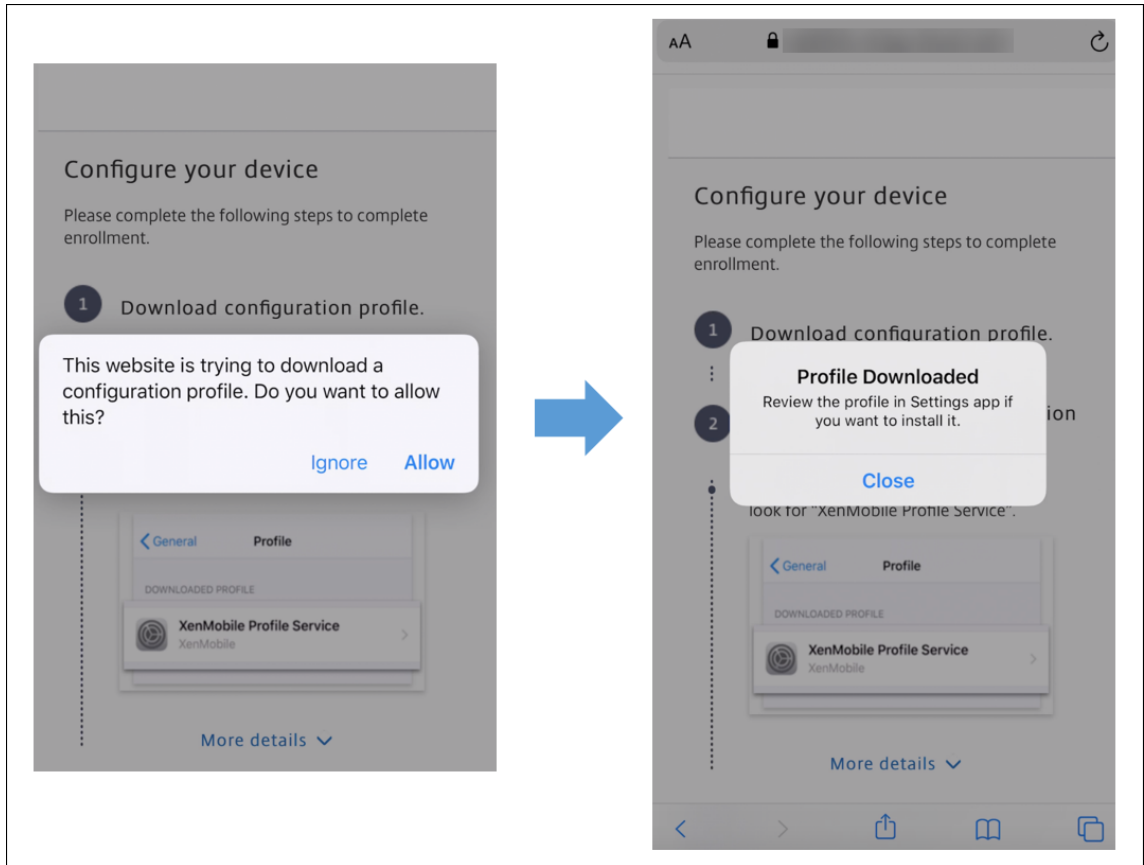 Configure your device
Please complete the following steps to complete
enrollment.
1
Download configuration profile.
This website is trying to download a
configuration profile. Do you want to allow
this?
Ignore
Allow
General
Profile
DOWNLOADED PROFILE
XenMobile Profile Service
XenMobile
More details
AA
Configure your device
Please complete the following steps to complete
enrollment.
1
Download configuration profile.
2
ion
Profile Downloaded
Review the profile in Settings app if
you want to install it.
Close
look for "XenMobile Profile Service".
General
Profile
DOWNLOADED PROFILE
XenMobile Profile Service
XenMobile
More details